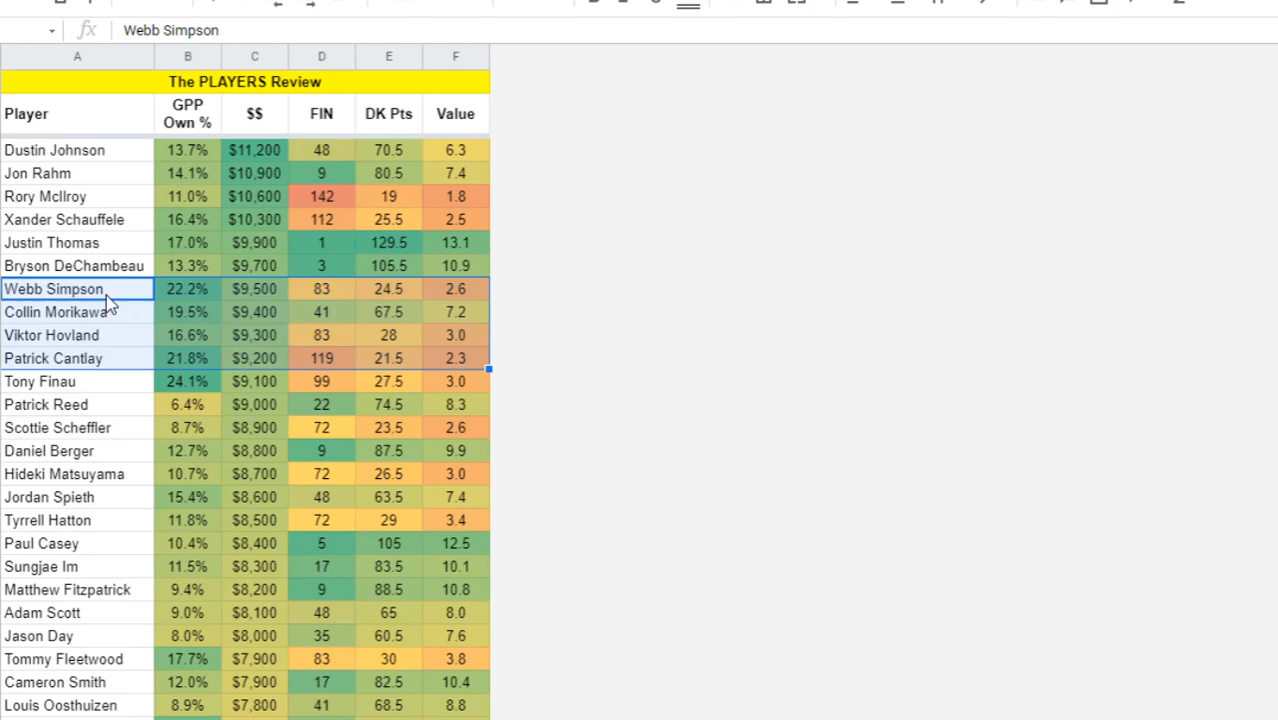 fx Webb Simpson
A B C D E F
The PLAYERS Review
Player GPP Own % $$ FIN DK Pts Value
Dustin Johnson 13.7% $11,200 48 70.5 6.3
Jon Rahm 14.1% $10,900 9 80.5 7.4
Rory McIlroy 11.0% $10,600 142 19 1.8
Xander Schauffele 16.4% $10,300 112 25.5 2.5
Justin Thomas 17.0% $9,900 1 129.5 13.1
Bryson DeChambeau 13.3% $9,700 3 105.5 10.9
Webb Simpson 22.2% $9,500 83 24.5 2.6
Collin Morikawa 19.5% $9,400 41 67.5 7.2
Viktor Hovland 16.6% $9,300 83 28 3.0
Patrick Cantlay 21.8% $9,200 119 21.5 2.3
Tony Finau 24.1% $9,100 99 27.5 3.0
Patrick Reed 6.4% $9,000 22 74.5 8.3
Scottie Scheffler 8.7% $8,900 72 23.5 2.6
Daniel Berger 12.7% $8,800 9 87.5 9.9
Hideki Matsuyama 10.7% $8,700 72 26.5 3.0
Jordan Spieth 15.4% $8,600 48 63.5 7.4
Tyrrell Hatton 11.8% $8,500 72 29 3.4
Paul Casey 10.4% $8,400 5 105 12.5
Sungjae Im 11.5% $8,300 17 83.5 10.1
Matthew Fitzpatrick 9.4% $8,200 9 88.5 10.8
Adam Scott 9.0% $8,100 48 65 8.0
Jason Day 8.0% $8,000 35 60.5 7.6
Tommy Fleetwood 17.7% $7,900 83 30 3.8
Cameron Smith 12.0% $7,900 17 82.5 10.4
Louis Oosthuizen 8.9% $7,800 41 68.5 8.8